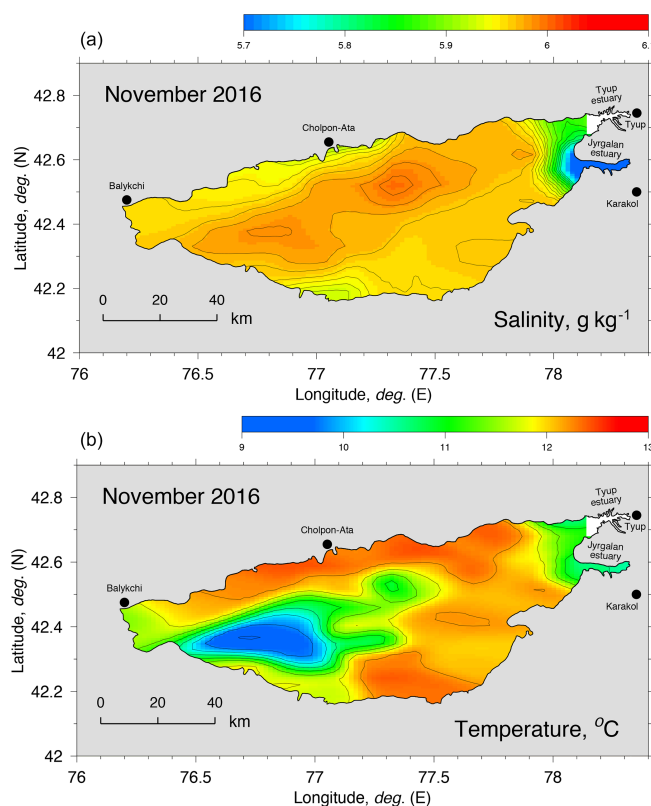 (a)
5.7 5.8 5.9 6 6.
November 2016
42.8
42.6
42.4
42.2
42
Latitude, deg. (N)
Cholpon-Ata
Balykchi
Tyup
estuary
Tyup
Jyrgalan
estuary
Karakol
0 20 40
km
Salinity, g kg-1
76 76.5 77 77.5 78
Longitude, deg. (E)
(b)
9 10 11 12 13
November 2016
42.8
42.6
42.4
42.2
42
Latitude, deg. (N)
Cholpon-Ata
Balykchi
Tyup
estuary
Tyup
Jyrgalan
estuary
Karakol
0 20 40
km
Temperature, oC
76 76.5 77 77.5 78
Longitude, deg. (E)